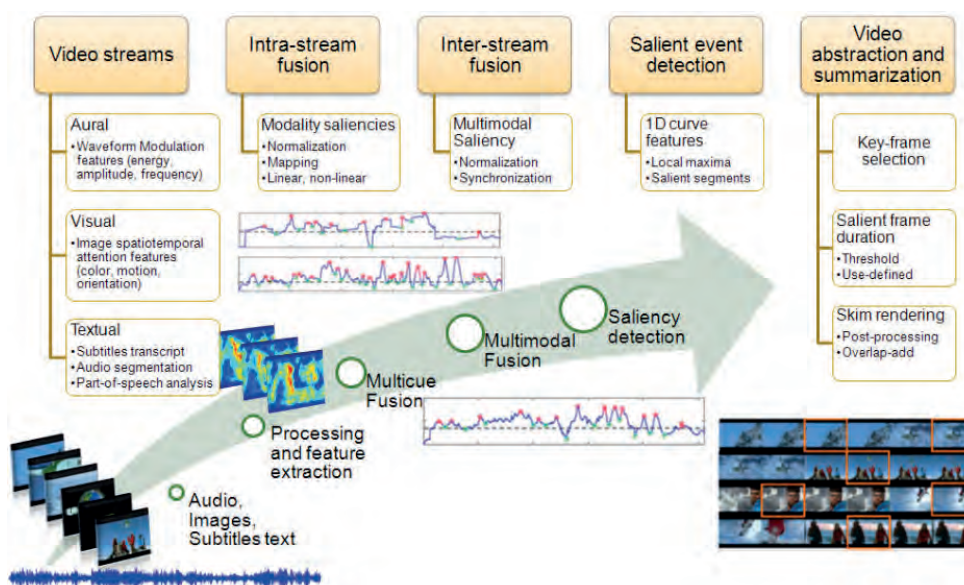 Video streams
Aural
•Waveform Modulation
features (energy,
amplitude, frequency)
Visual
•Image spatiotemporal
attention features
(color, motion,
orientation)
Textual
•Subtitles transcript
•Audio segmentation
•Part-of-speech analysis
Intra-stream
fusion
Modality saliencies
•Normalization
•Mapping
•Linear, non-linear
Inter-stream
fusion
Multimodal
Saliency
•Normalization
•Synchronization
Salient event
detection
1D curve
features
•Local maxima
•Salient segments
Video
abstraction and
summarization
Key-frame
selection
Salient frame
duration
•Threshold
•Use-defined
Skim rendering
•Post-processing
•Overlap-add
Audio,
Images,
Subtitles text
Processing
and feature
extraction
Multicue
Fusion
Multimodal
Fusion
Saliency
detection